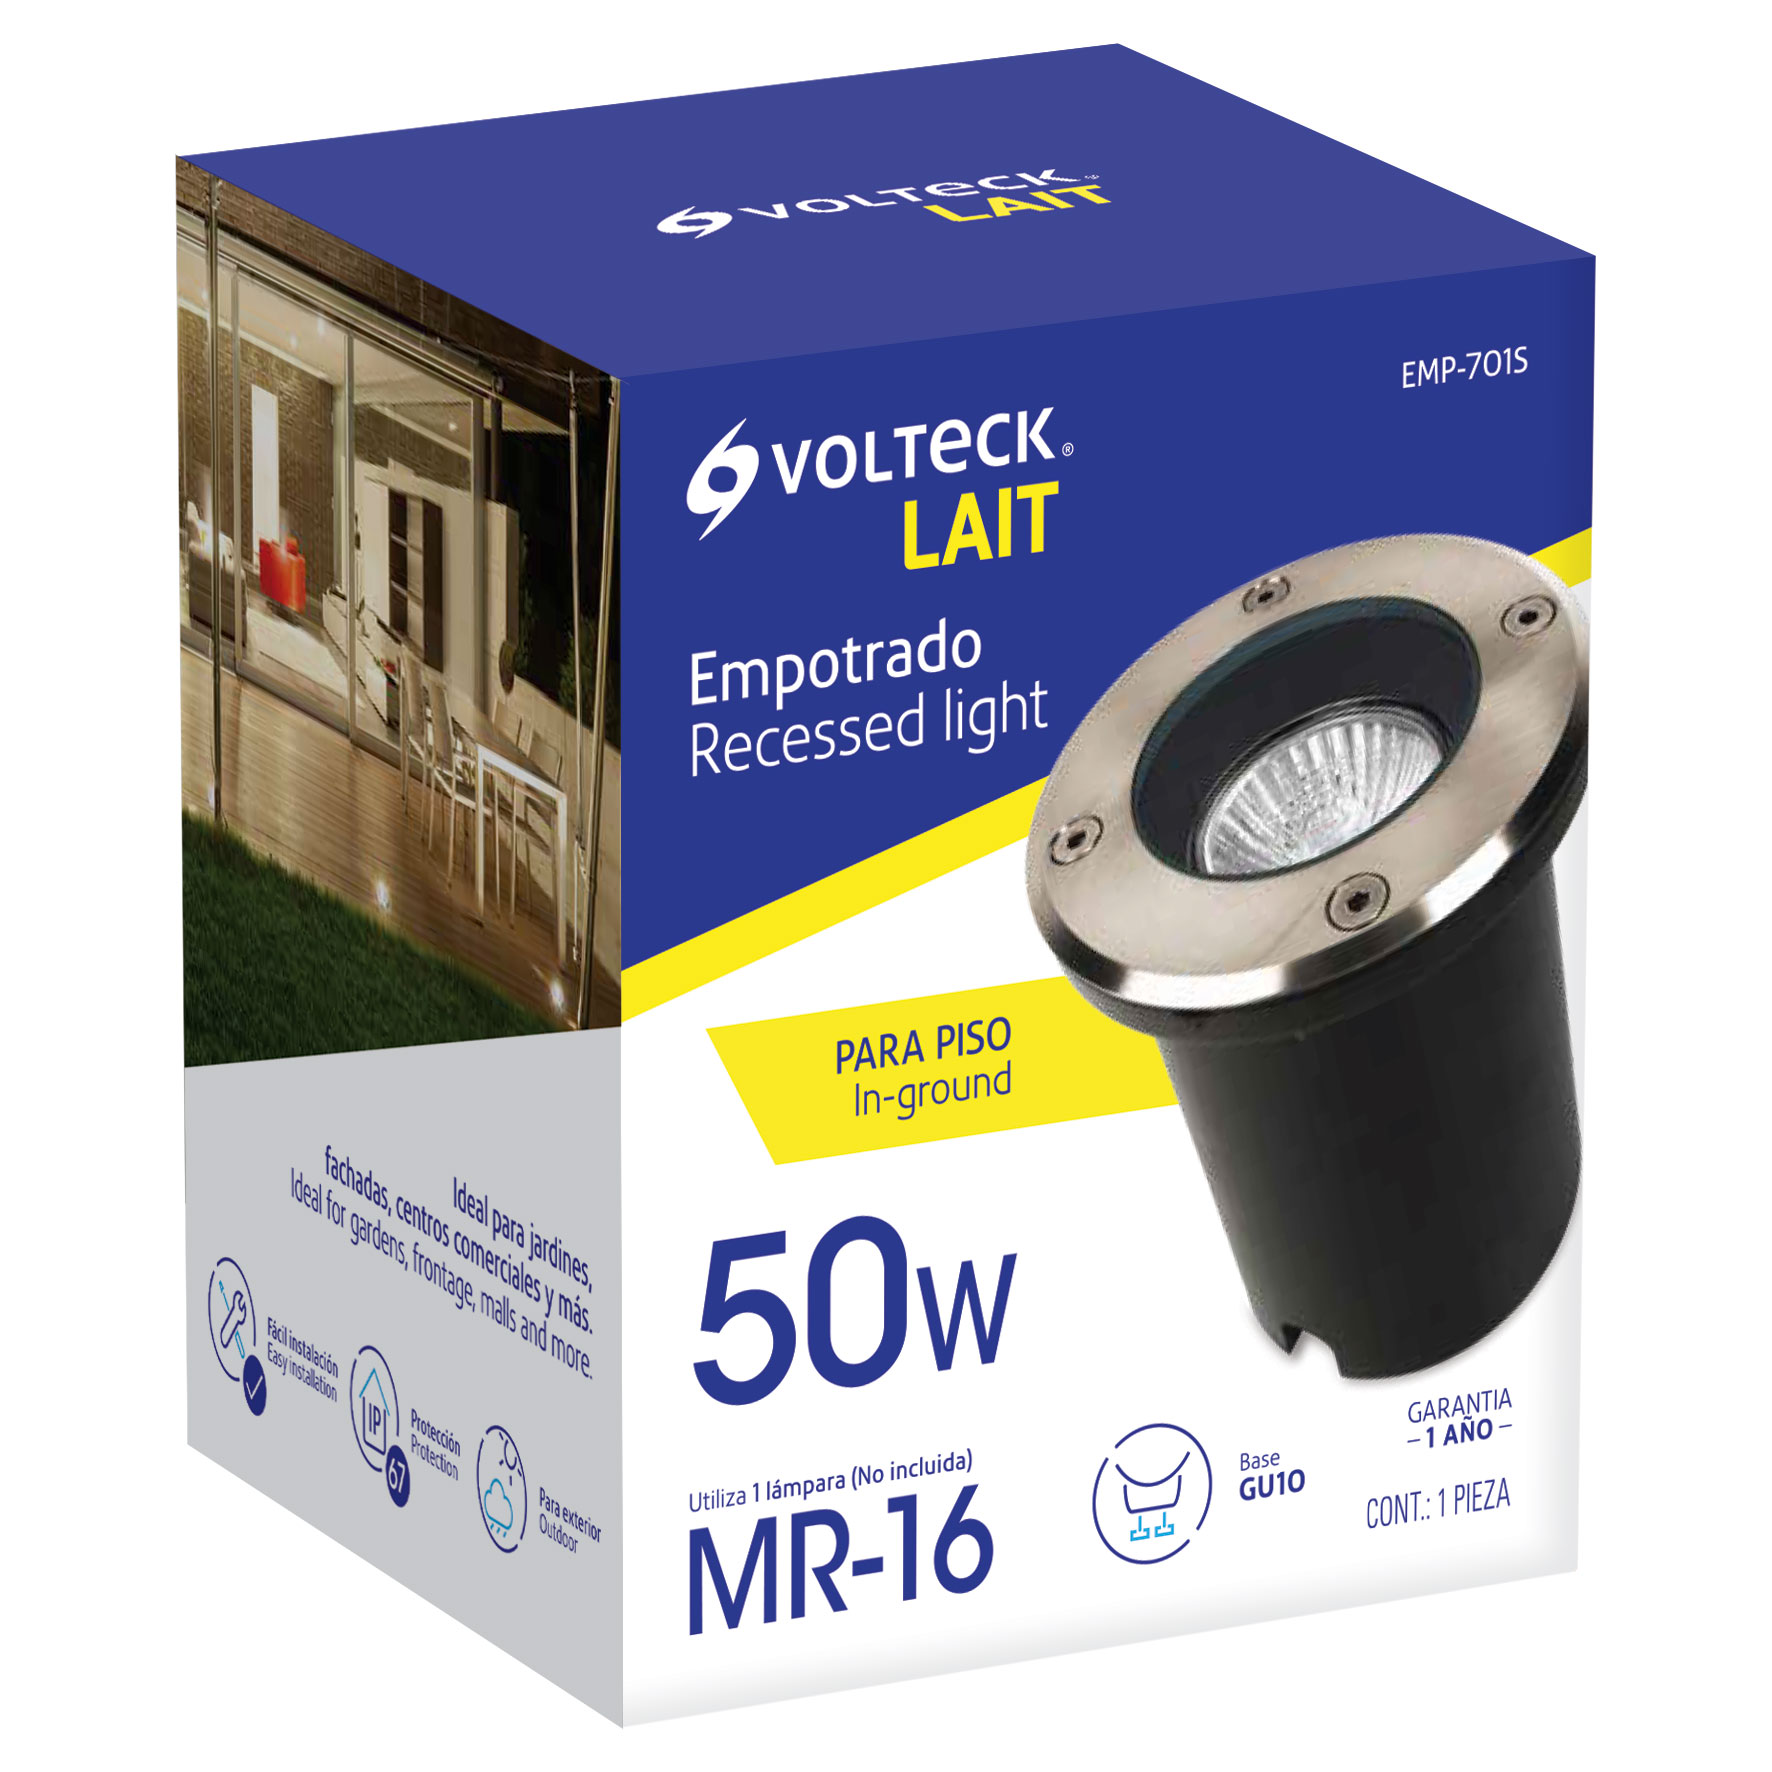 VOLTECK®
LAIT
EMP-701S
VOLTECK®
LAIT
Empotrado
Recessed light
PARA PISO
In-ground
50W
Utiliza 1 lámpara (No incluida)
MR-16
Base
GU10
GARANTIA
– 1 AÑO –
CONT.: 1 PIEZA
Ideal para jardines,
fachadas, centros comerciales y más.
Ideal for gardens, frontage, malls and more.
Fácil instalación
Easy installation
IP
67
Protección
Protection
Para exterior
Outdoor